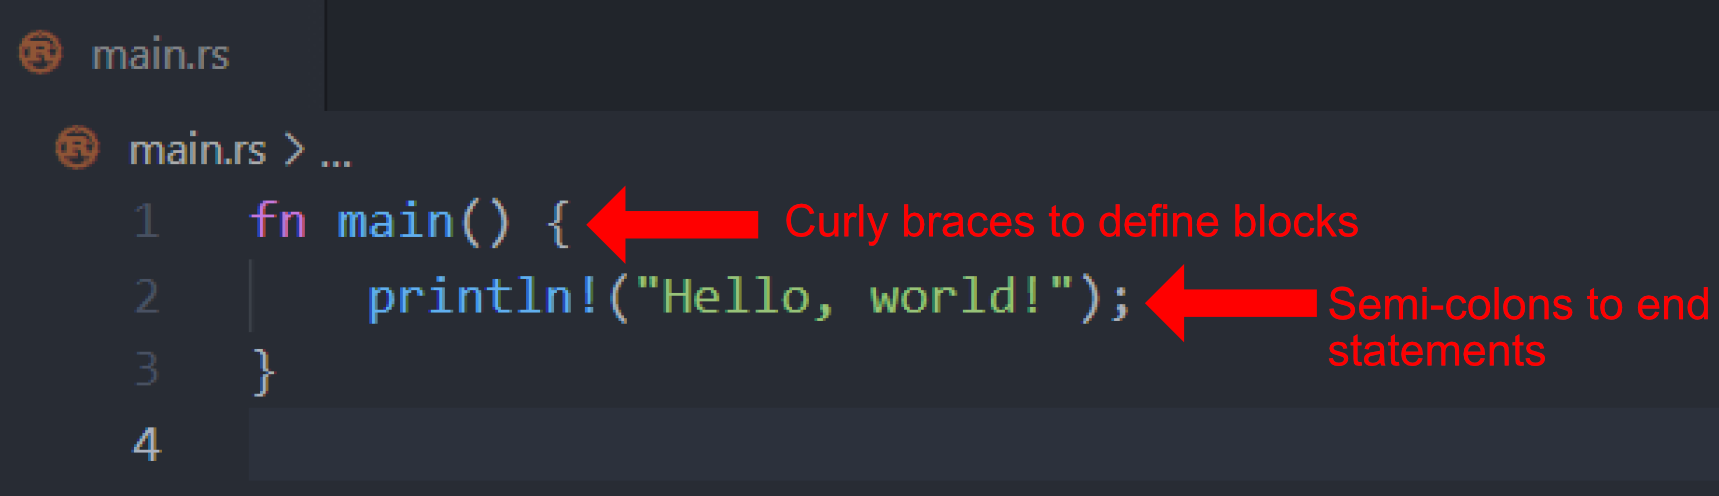 main.rs
main.rs > ...
1 fn main() { Curly braces to define blocks
2 println!("Hello, world!"); Semi-colons to end
statements
3 }
4